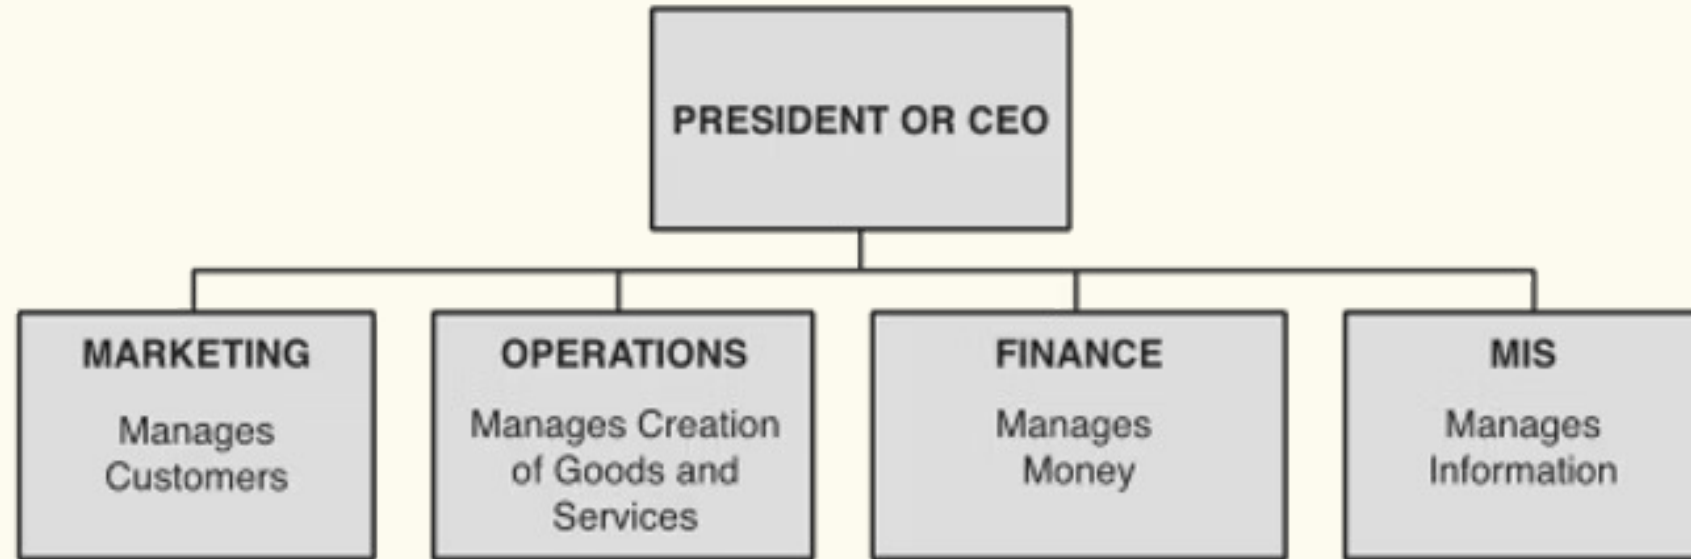 PRESIDENT OR CEO
MARKETING
Manages
Customers
OPERATIONS
Manages Creation
of Goods and
Services
FINANCE
Manages
Money
MIS
Manages
Information